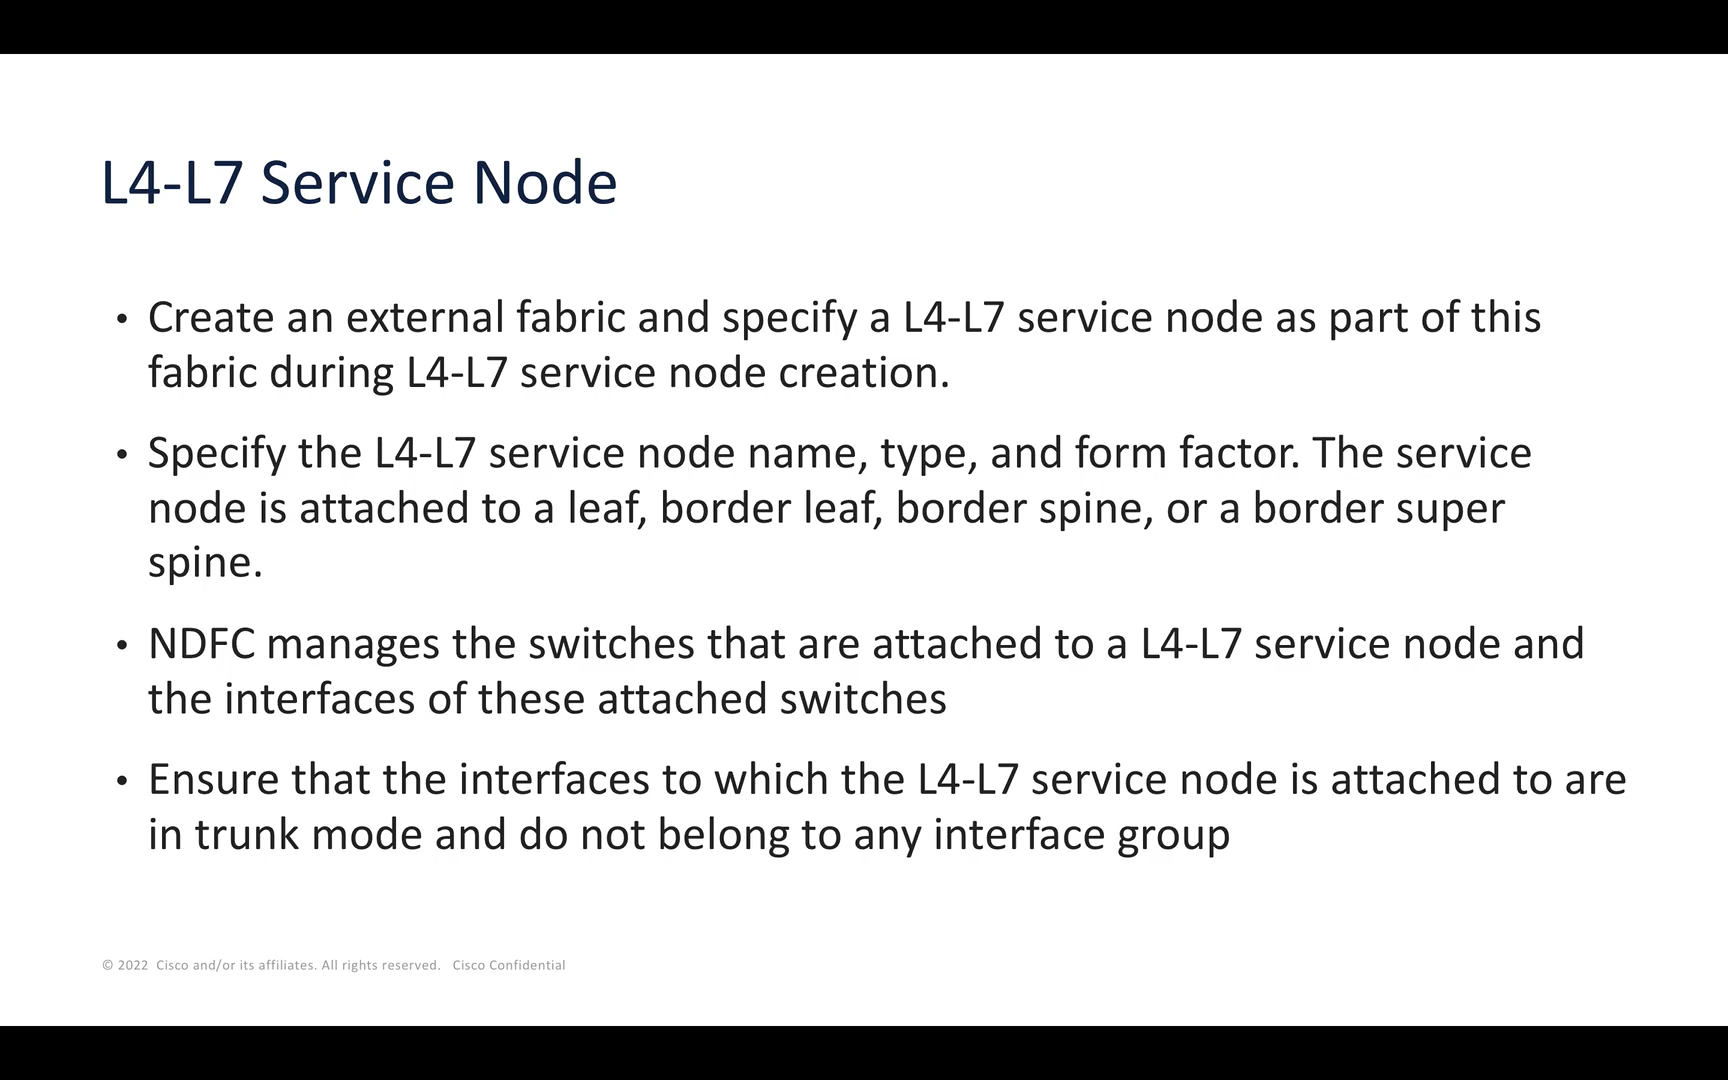 L4-L7 Service Node
• Create an external fabric and specify a L4-L7 service node as part of this
fabric during L4-L7 service node creation.
• Specify the L4-L7 service node name, type, and form factor. The service
node is attached to a leaf, border leaf, border spine, or a border super
spine.
• NDFC manages the switches that are attached to a L4-L7 service node and
the interfaces of these attached switches
• Ensure that the interfaces to which the L4-L7 service node is attached to are
in trunk mode and do not belong to any interface group
© 2022 Cisco and/or its affiliates. All rights reserved. Cisco Confidential